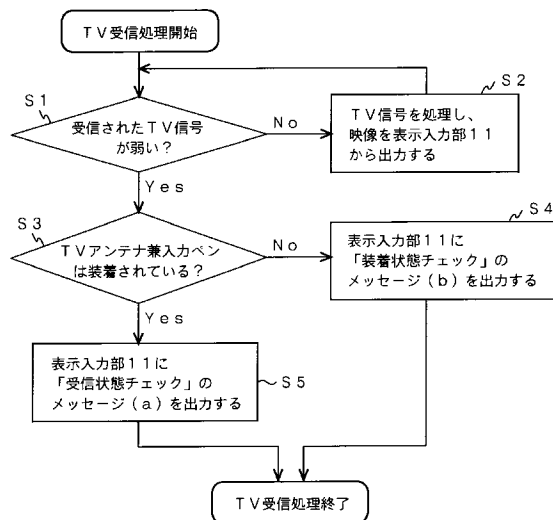 TV受信処理開始
S1
受信されたTV信号
が弱い？
No
S2
TV信号を処理し、
映像を表示入力部11
から出力する
Yes
S3
TVアンテナ兼入力ペン
は装着されている？
No
S4
表示入力部11に
「装着状態チェック」の
メッセージ(b)を出力する
Yes
表示入力部11に
「受信状態チェック」の
メッセージ(a)を出力する
S5
TV受信処理終了